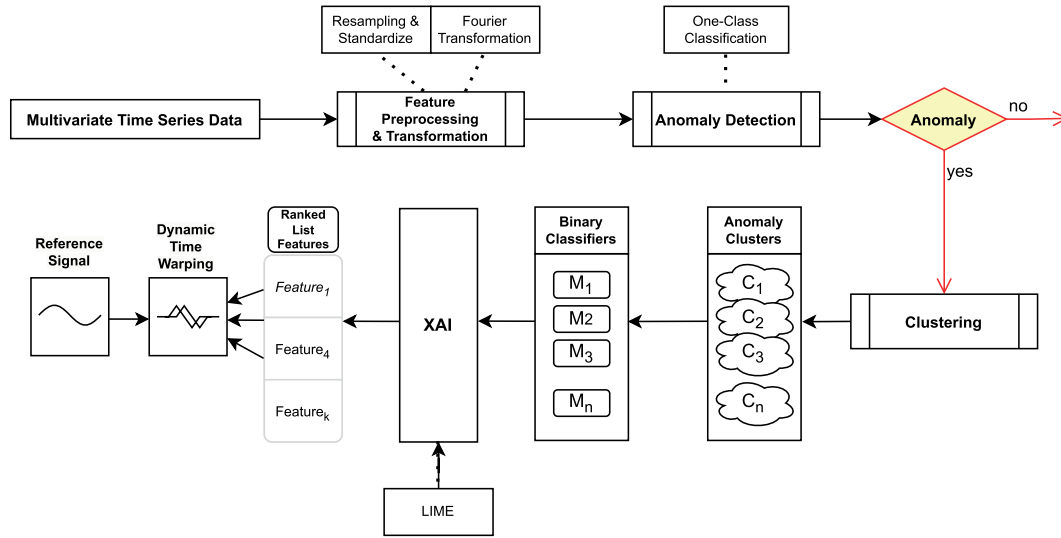 Resampling &
Standardize
Fourier
Transformation
One-Class
Classification
Multivariate Time Series Data
Feature
Preprocessing
& Transformation
Anomaly Detection
Anomaly
no
yes
Reference
Signal
Dynamic
Time
Warping
Ranked
List
Features
Feature₁
Feature₄
Featureₖ
XAI
LIME
Binary
Classifiers
M₁
M2
M₃
Mₙ
Anomaly
Clusters
C₁
C₂
C₃
Cₙ
Clustering